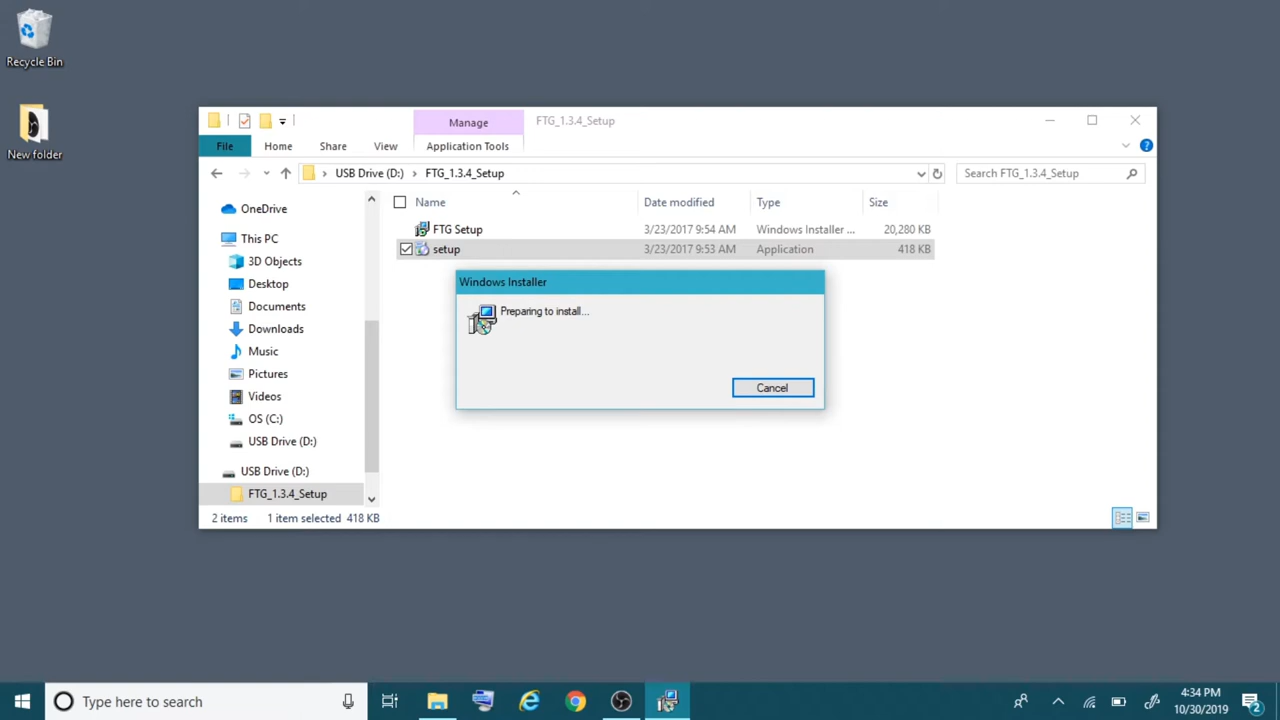 Recycle Bin
New folder
Manage
FTG_1.3.4_Setup
File
Home
Share
View
Application Tools
USB Drive (D:)
FTG_1.3.4_Setup
Search FTG_1.3.4_Setup
OneDrive
This PC
3D Objects
Desktop
Documents
Downloads
Music
Pictures
Videos
OS (C:)
USB Drive (D:)
USB Drive (D:)
FTG_1.3.4_Setup
Name
Date modified
Type
Size
FTG Setup
3/23/2017 9:54 AM
Windows Installer ...
20,280 KB
setup
3/23/2017 9:53 AM
Application
418 KB
Windows Installer
Preparing to install...
Cancel
2 items
1 item selected
418 KB
Type here to search
4:34 PM
10/30/2019
2